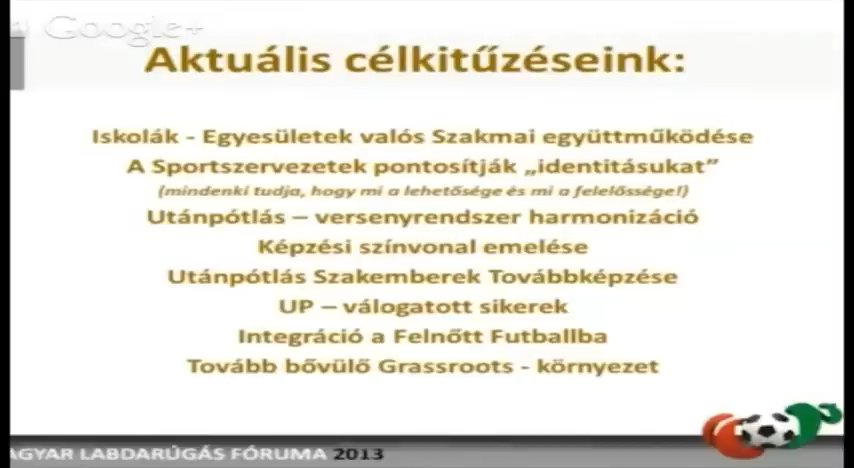 Google+
Aktuális célkitűzéseink:
Iskolák - Egyesületek valós Szakmai együttműködése
A Sportszervezetek pontosítják „identitásukat”
(mindenki tudja, hogy mi a lehetősége és mi a felelőssége!)
Utánpótlás – versenyrendszer harmonizáció
Képzési színvonal emelése
Utánpótlás Szakemberek Továbbképzése
UP – válogatott sikerek
Integráció a Felnőtt Futballba
Tovább bővülő Grassroots - környezet
AGYAR LABDARÚGÁS FÓRUMA 2013